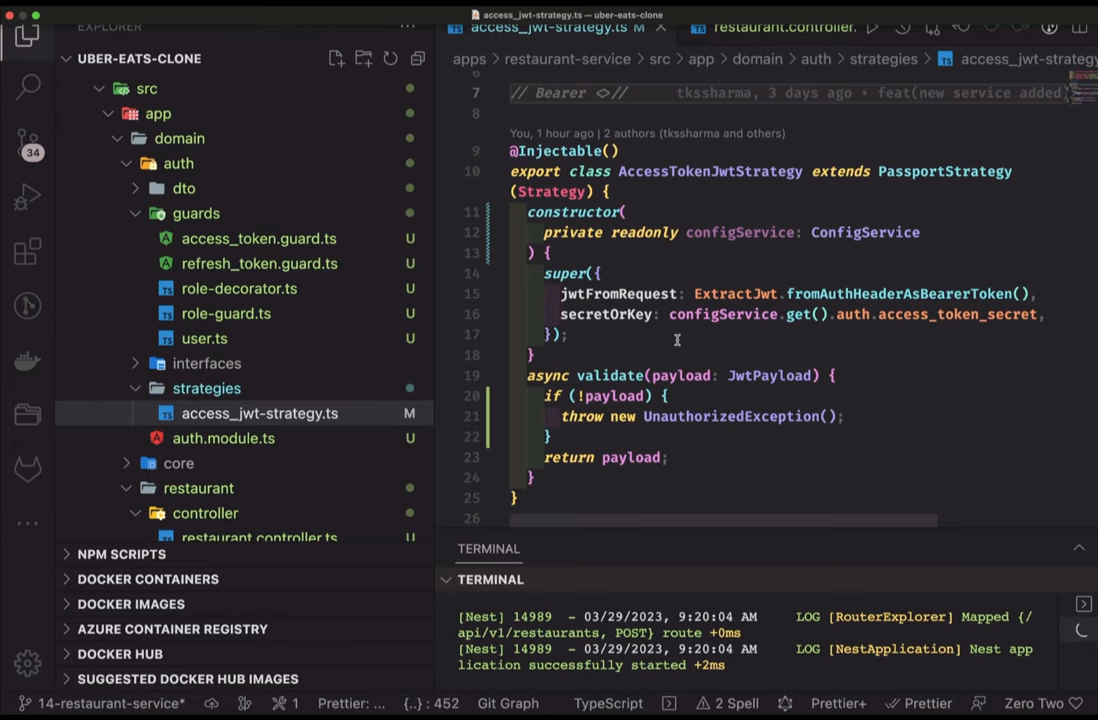 access_jwt-strategy.ts — uber-eats-clone
EXPLORER
UBER-EATS-CLONE
src
app
domain
auth
dto
guards
access_token.guard.ts U
refresh_token.guard.ts U
role-decorator.ts U
role-guard.ts U
user.ts U
interfaces
strategies
access_jwt-strategy.ts M
auth.module.ts U
core
restaurant
controller
restaurant.controller.ts U
NPM SCRIPTS
DOCKER CONTAINERS
DOCKER IMAGES
AZURE CONTAINER REGISTRY
DOCKER HUB
SUGGESTED DOCKER HUB IMAGES
34
access_jwt-strategy.ts M restaurant.controller.
apps > restaurant-service > src > app > domain > auth > strategies > TS access_jwt-strategy
6
7 // Bearer <>// tkssharma, 3 days ago • feat(new service added)
8
You, 1 hour ago | 2 authors (tkssharma and others)
9 @Injectable()
10 export class AccessTokenJwtStrategy extends PassportStrategy
(Strategy) {
11 constructor(
12 private readonly configService: ConfigService
13 ) {
14 super({
15 jwtFromRequest: ExtractJwt.fromAuthHeaderAsBearerToken(),
16 secretOrKey: configService.get().auth.access_token_secret,
17 });
18 }
19 async validate(payload: JwtPayload) {
20 if (!payload) {
21 throw new UnauthorizedException();
22 }
23 return payload;
24 }
25 }
26
TERMINAL
TERMINAL
[Nest] 14989 - 03/29/2023, 9:20:04 AM LOG [RouterExplorer] Mapped {/
api/v1/restaurants, POST} route +0ms
[Nest] 14989 - 03/29/2023, 9:20:04 AM LOG [NestApplication] Nest app
lication successfully started +2ms
14-restaurant-service* 1 Prettier: ... {..} : 452 Git Graph TypeScript 2 Spell Prettier+ Prettier Zero Two